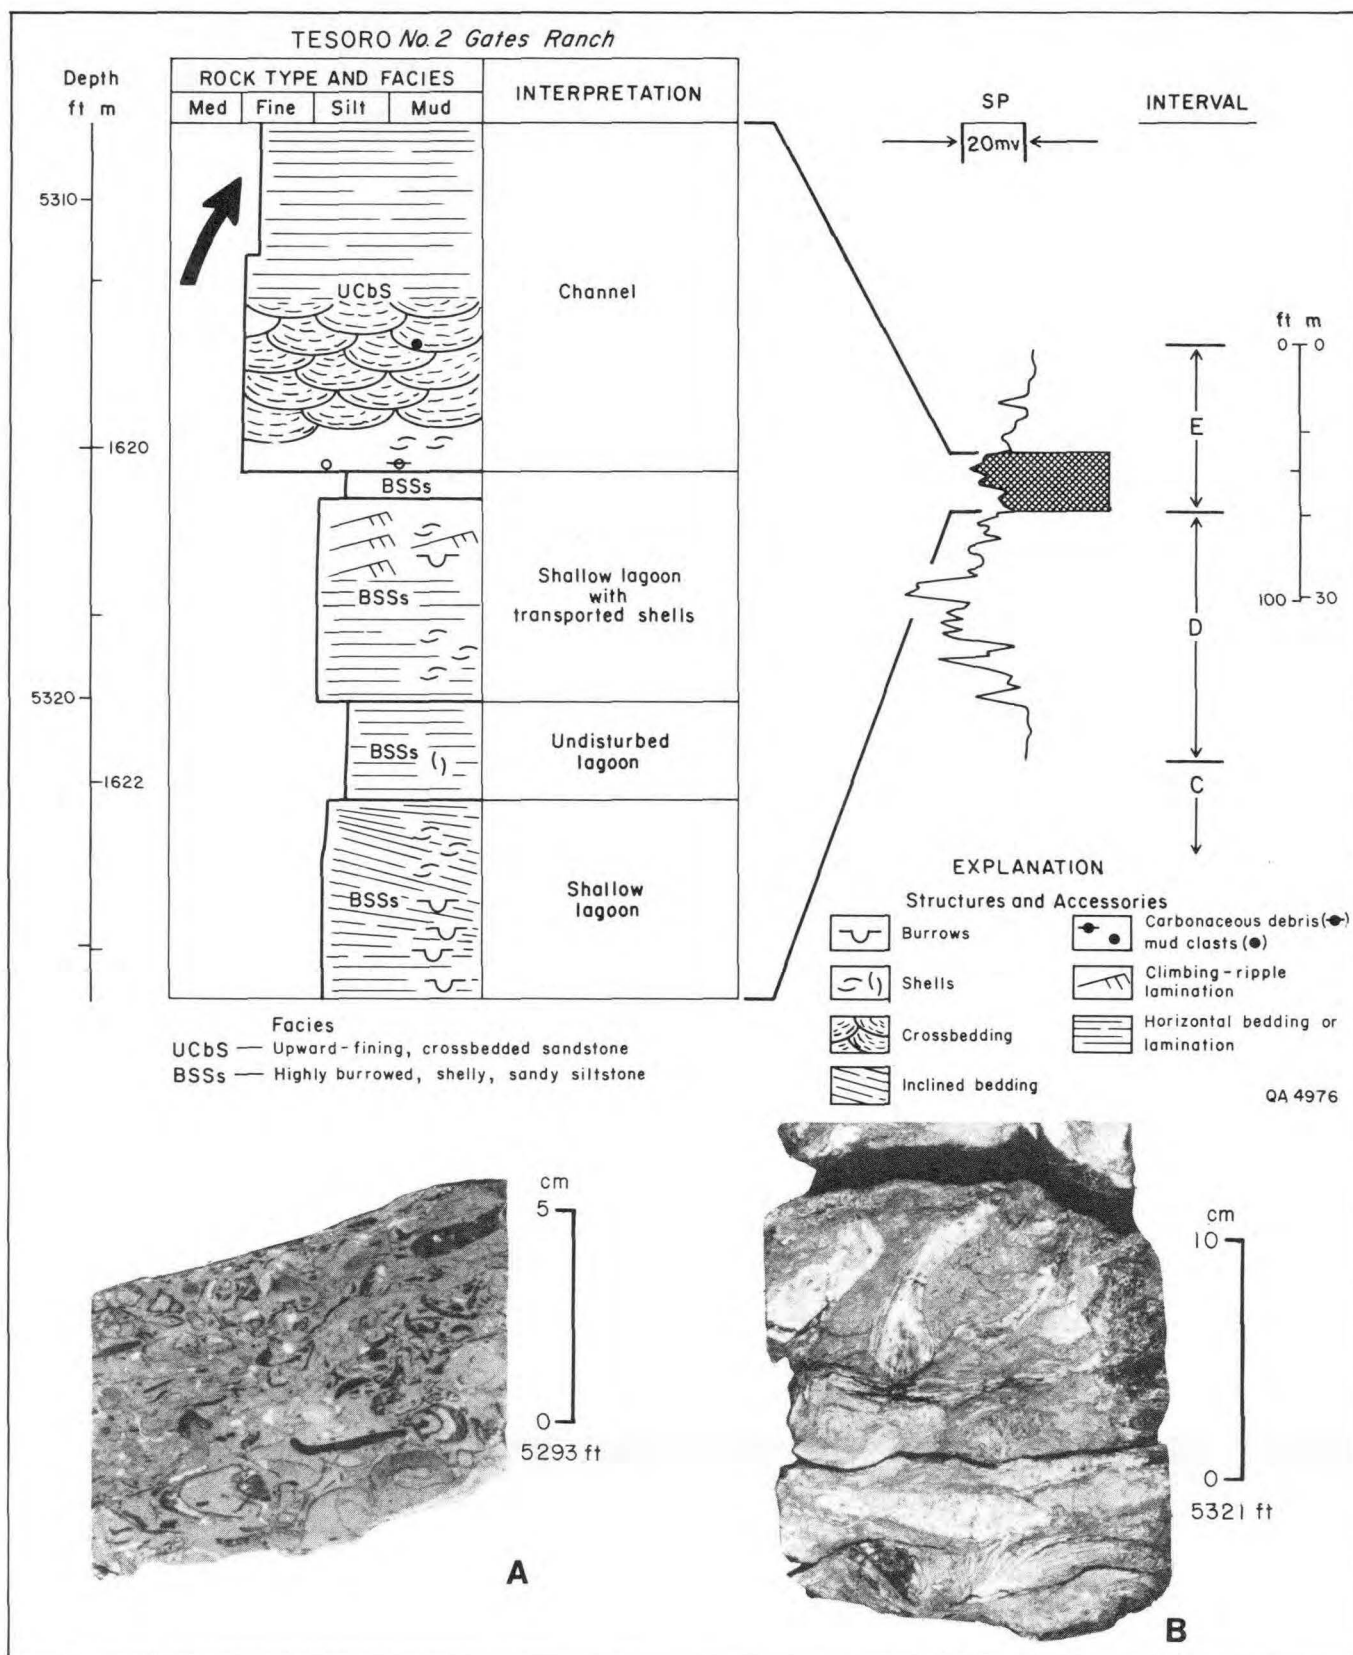 TESORO No. 2 Gates Ranch
Depth
ft m
ROCK TYPE AND FACIES
INTERPRETATION
Med Fine Silt Mud
5310
1620
5320
1622
UCbS
Channel
BSSs
BSSs
Shallow lagoon
with
transported shells
BSSs
Undisturbed
lagoon
BSSs
Shallow
lagoon
SP
20mv
INTERVAL
E
D
C
ft m
0 0
100 30
Facies
UCbS — Upward-fining, crossbedded sandstone
BSSs — Highly burrowed, shelly, sandy siltstone
EXPLANATION
Structures and Accessories
Burrows
Shells
Crossbedding
Inclined bedding
Carbonaceous debris ( )
mud clasts (●)
Climbing-ripple
lamination
Horizontal bedding or
lamination
QA 4976
cm
5
0
5293 ft
A
cm
10
0
5321 ft
B